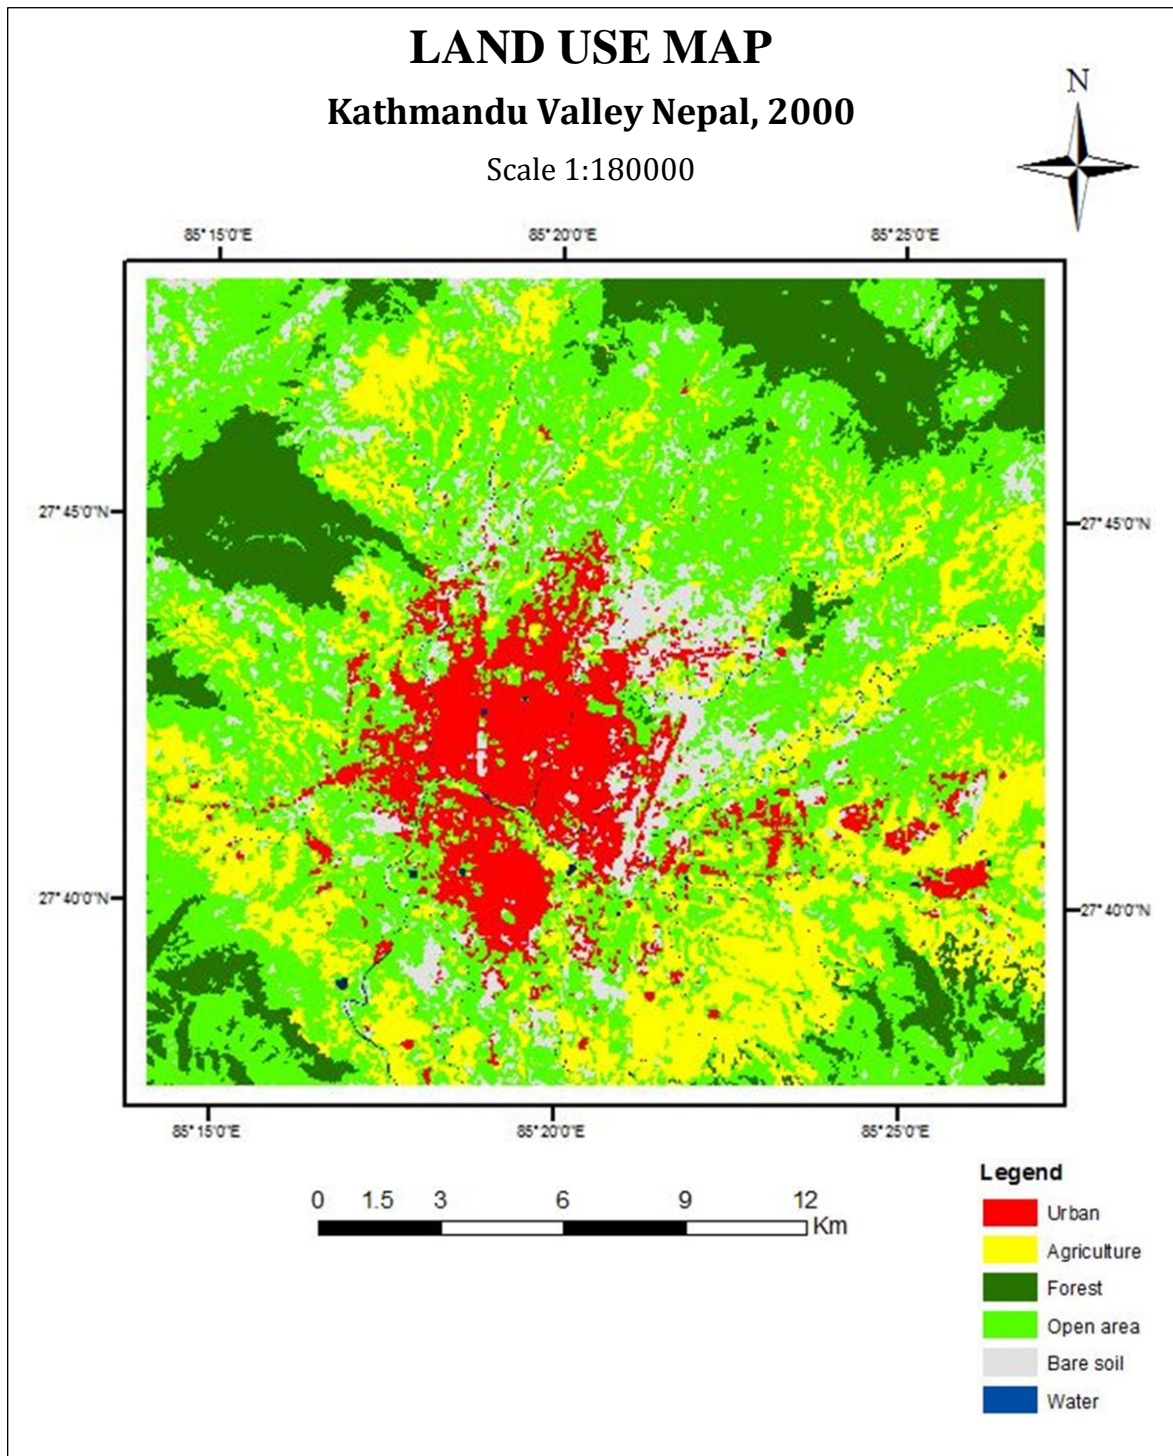 LAND USE MAP
Kathmandu Valley Nepal, 2000
Scale 1:180000
N
85°15'0"E 85°20'0"E 85°25'0"E
27°45'0"N 27°45'0"N
27°40'0"N 27°40'0"N
85°15'0"E 85°20'0"E 85°25'0"E
0 1.5 3 6 9 12
Km
Legend
Urban
Agriculture
Forest
Open area
Bare soil
Water